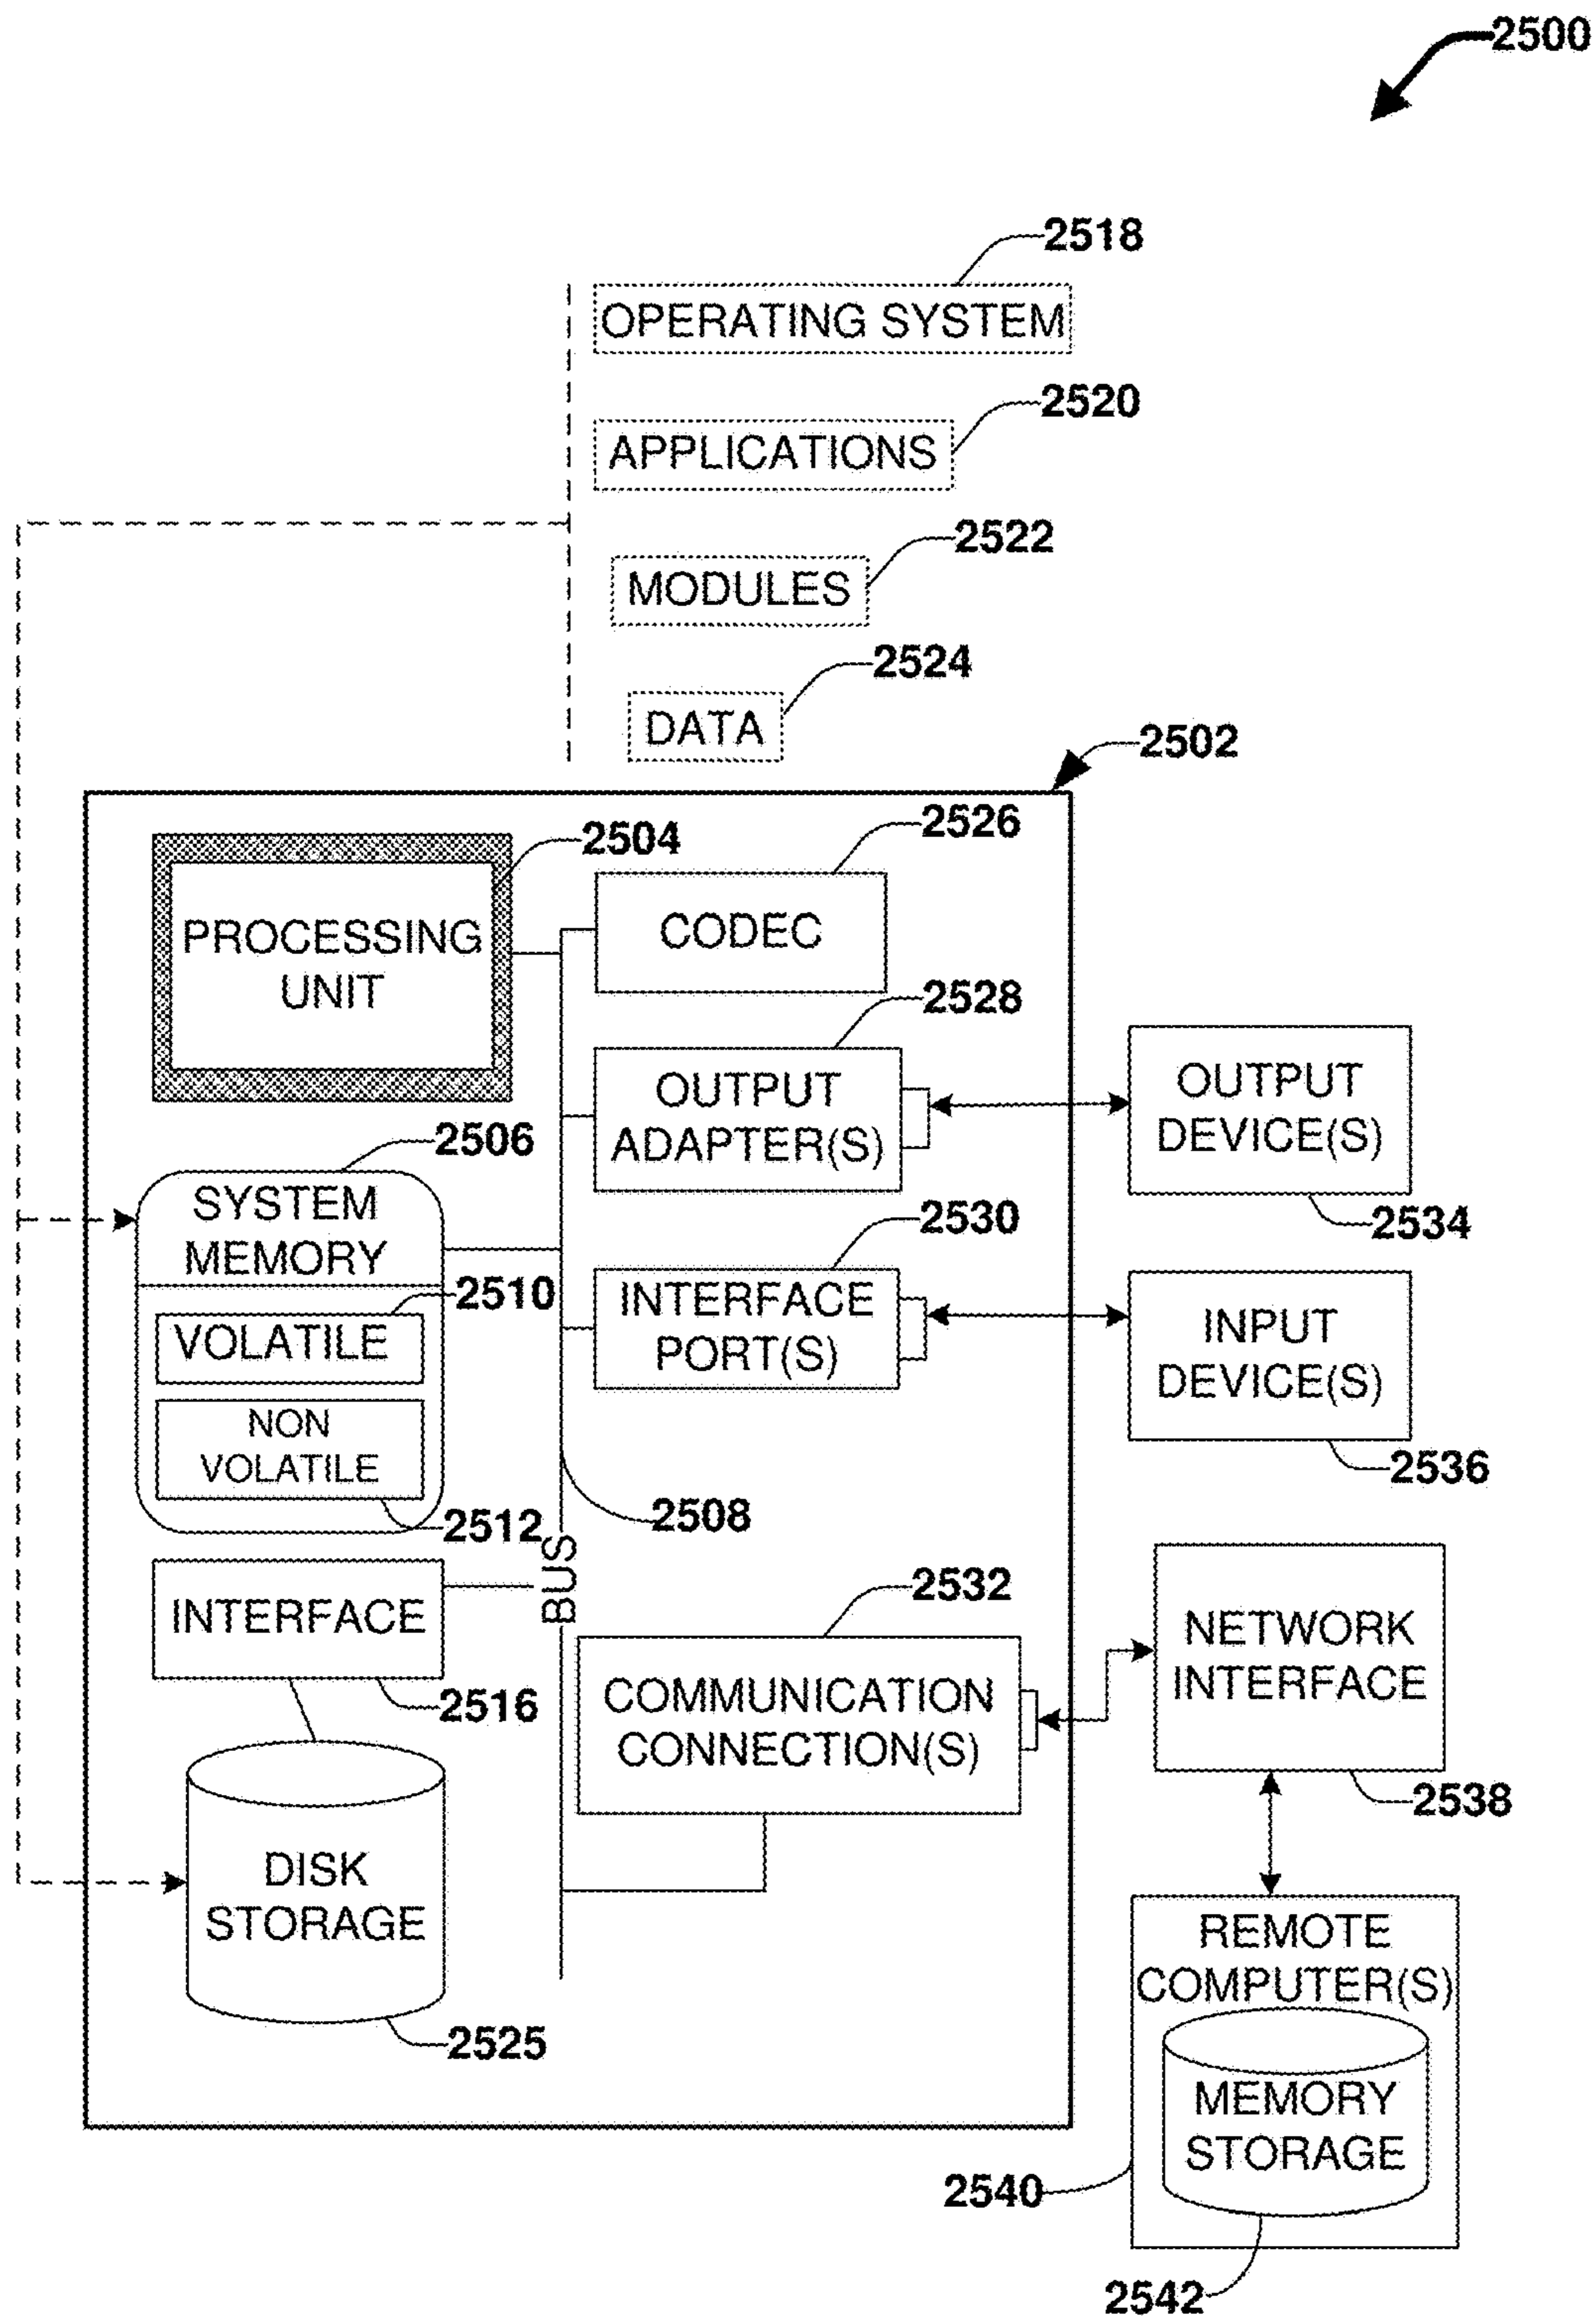 2500
2518
OPERATING SYSTEM
2520
APPLICATIONS
2522
MODULES
2524
DATA
2502
2504
PROCESSING
UNIT
2526
CODEC
2528
OUTPUT
ADAPTER(S)
OUTPUT
DEVICE(S)
2534
2506
SYSTEM
MEMORY
2510
VOLATILE
NON
VOLATILE
2512
2530
INTERFACE
PORT(S)
INPUT
DEVICE(S)
2536
2508
BUS
INTERFACE
2516
2532
COMMUNICATION
CONNECTION(S)
NETWORK
INTERFACE
2538
DISK
STORAGE
2525
REMOTE
COMPUTER(S)
MEMORY
STORAGE
2540
2542